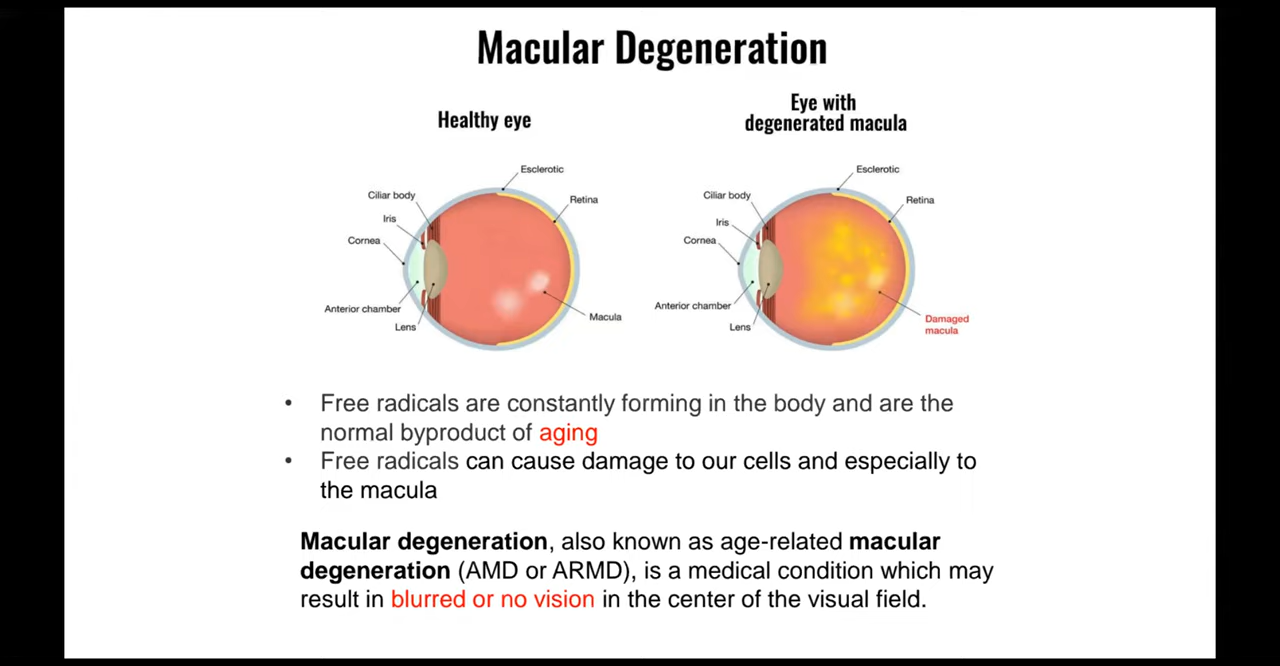 Macular Degeneration
Healthy eye
Eye with
degenerated macula
Esclerotic
Ciliar body
Retina
Iris
Cornea
Anterior chamber
Lens
Macula
Esclerotic
Ciliar body
Retina
Iris
Cornea
Anterior chamber
Lens
Damaged
macula
• Free radicals are constantly forming in the body and are the
normal byproduct of aging
• Free radicals can cause damage to our cells and especially to
the macula
Macular degeneration, also known as age-related macular
degeneration (AMD or ARMD), is a medical condition which may
result in blurred or no vision in the center of the visual field.